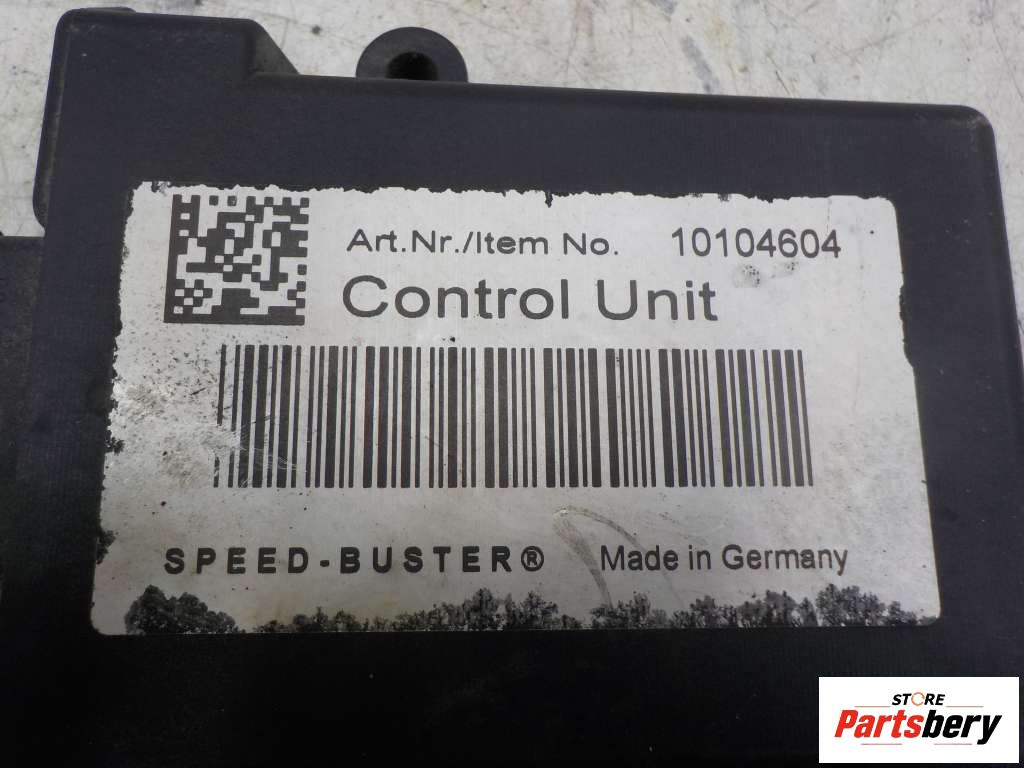 Art.Nr./Item No. 10104604
Control Unit
SPEED-BUSTER® Made in Germany
STORE
Partsbery